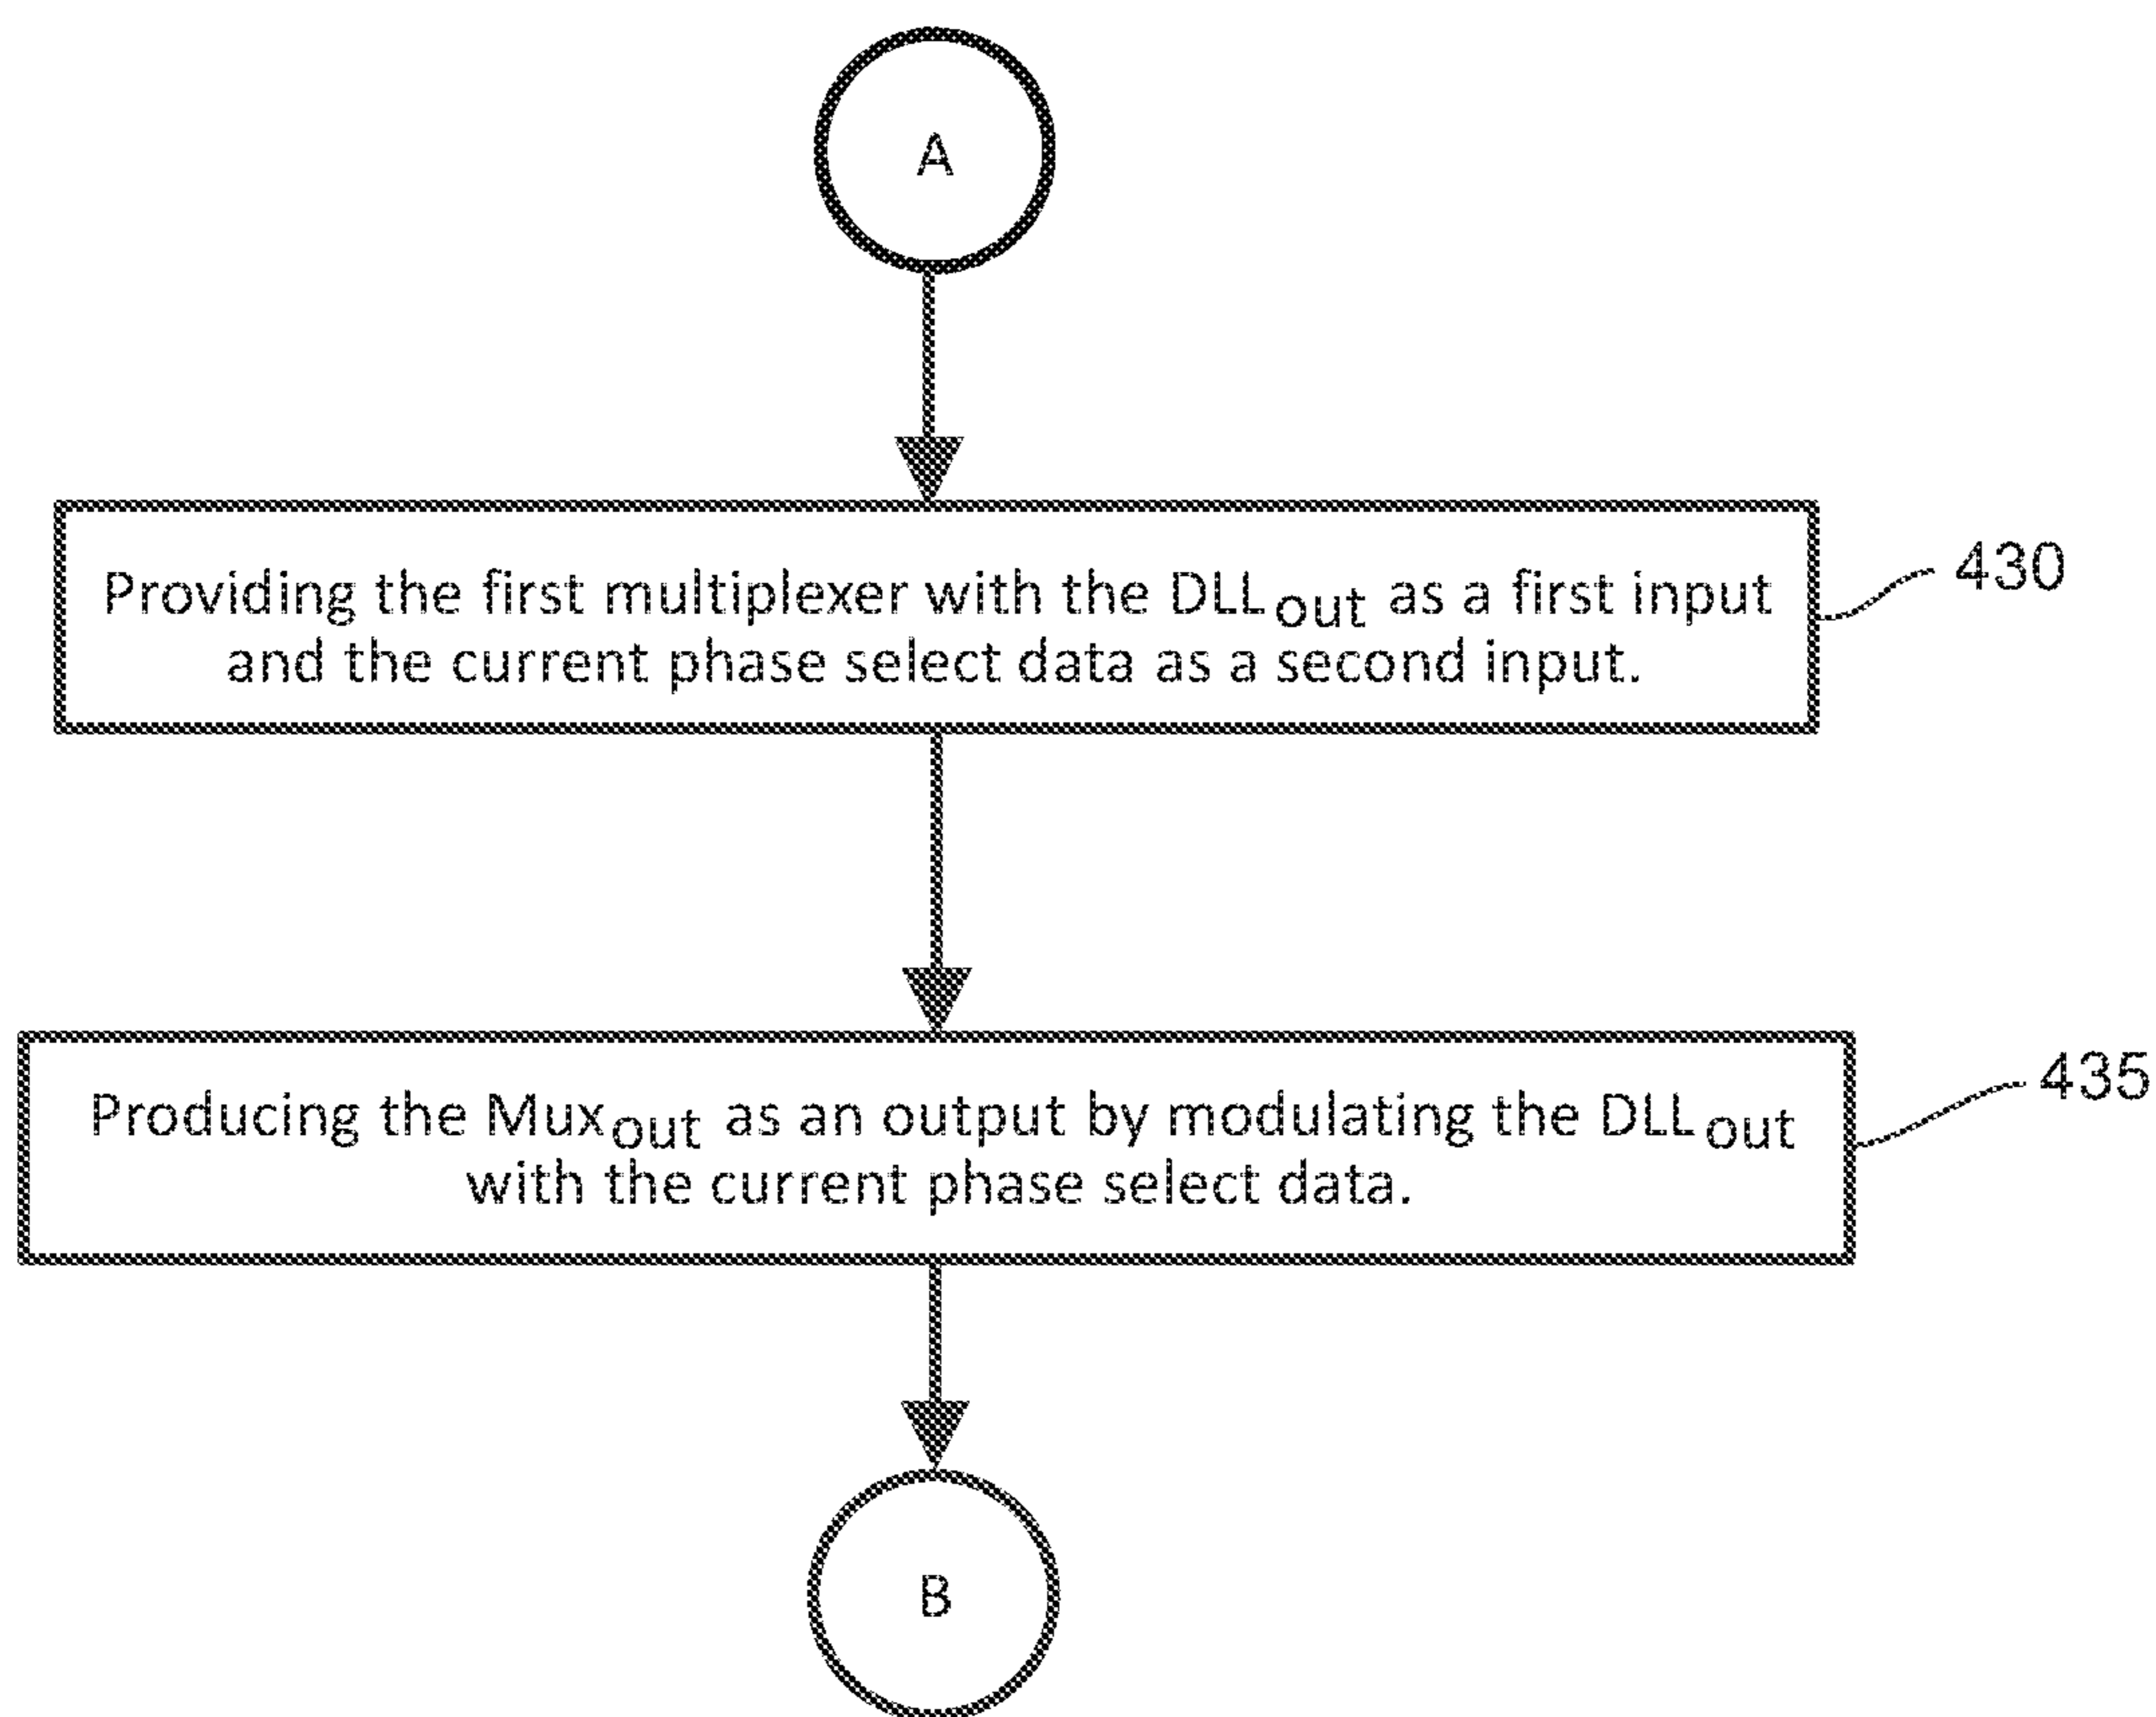 A
Providing the first multiplexer with the DLLout as a first input
and the current phase select data as a second input.
430
Producing the Muxout as an output by modulating the DLLout
with the current phase select data.
435
B